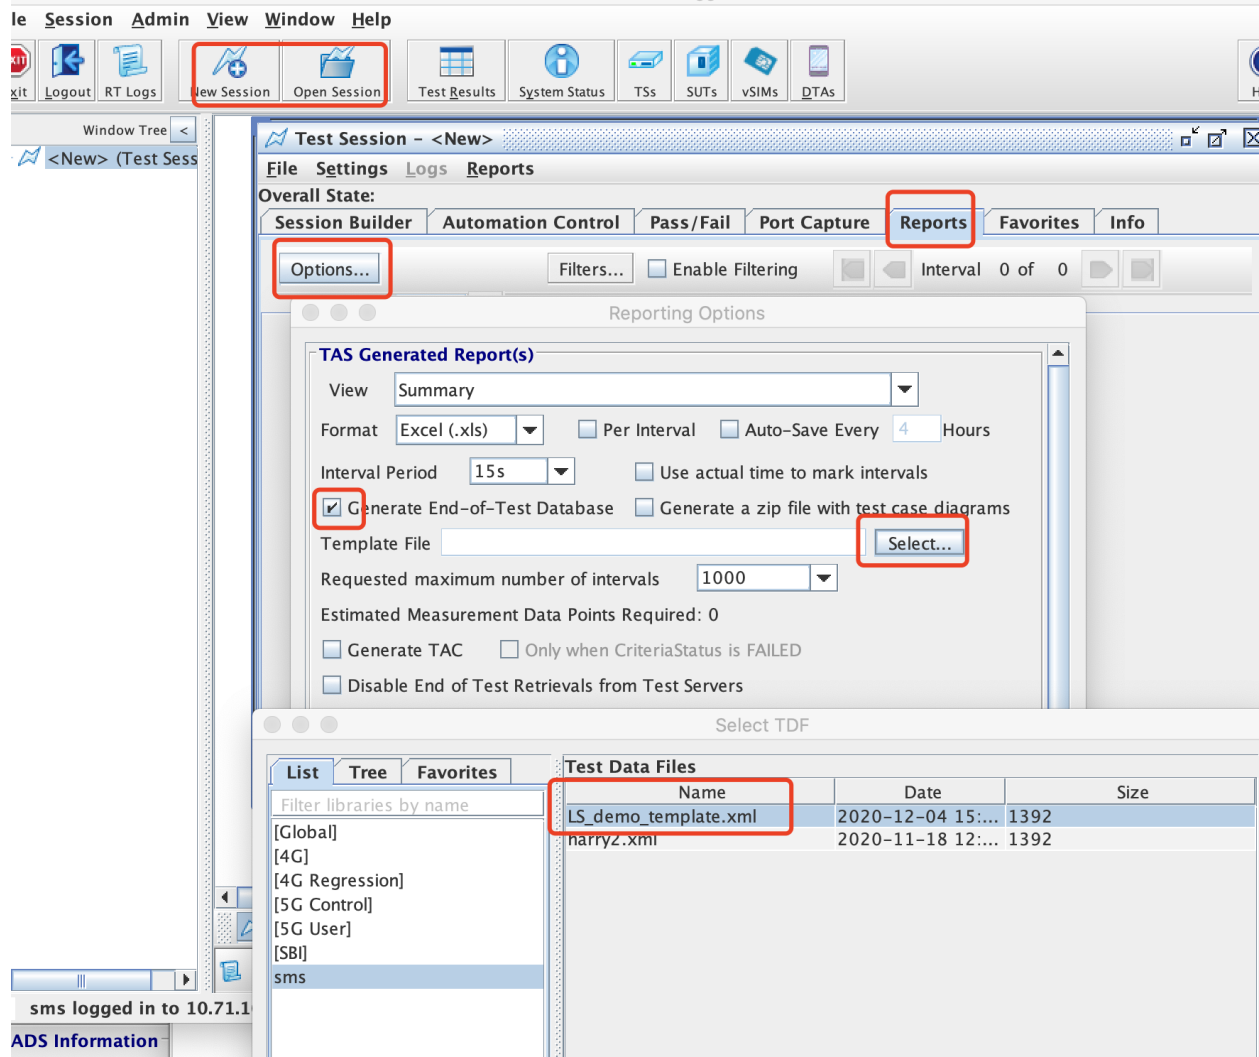 le Session Admin View Window Help
xit Logout RT Logs New Session Open Session Test Results System Status TSs SUTs vSIMs DTAs H
Window Tree <
<New> (Test Sess
Test Session - <New>
File Settings Logs Reports
Overall State:
Session Builder Automation Control Pass/Fail Port Capture Reports Favorites Info
Options... Filters... Enable Filtering Interval 0 of 0
Reporting Options
TAS Generated Report(s)
View Summary
Format Excel (.xls) Per Interval Auto-Save Every 4 Hours
Interval Period 15s Use actual time to mark intervals
Generate End-of-Test Database Generate a zip file with test case diagrams
Template File Select...
Requested maximum number of intervals 1000
Estimated Measurement Data Points Required: 0
Generate TAC Only when CriteriaStatus is FAILED
Disable End of Test Retrievals from Test Servers
Select TDF
List Tree Favorites
Filter libraries by name
[Global]
[4G]
[4G Regression]
[5G Control]
[5G User]
[SBI]
sms
Test Data Files
Name Date Size
LS_demo_template.xml 2020-12-04 15:... 1392
harry2.xml 2020-11-18 12:... 1392
sms logged in to 10.71.1
ADS Information